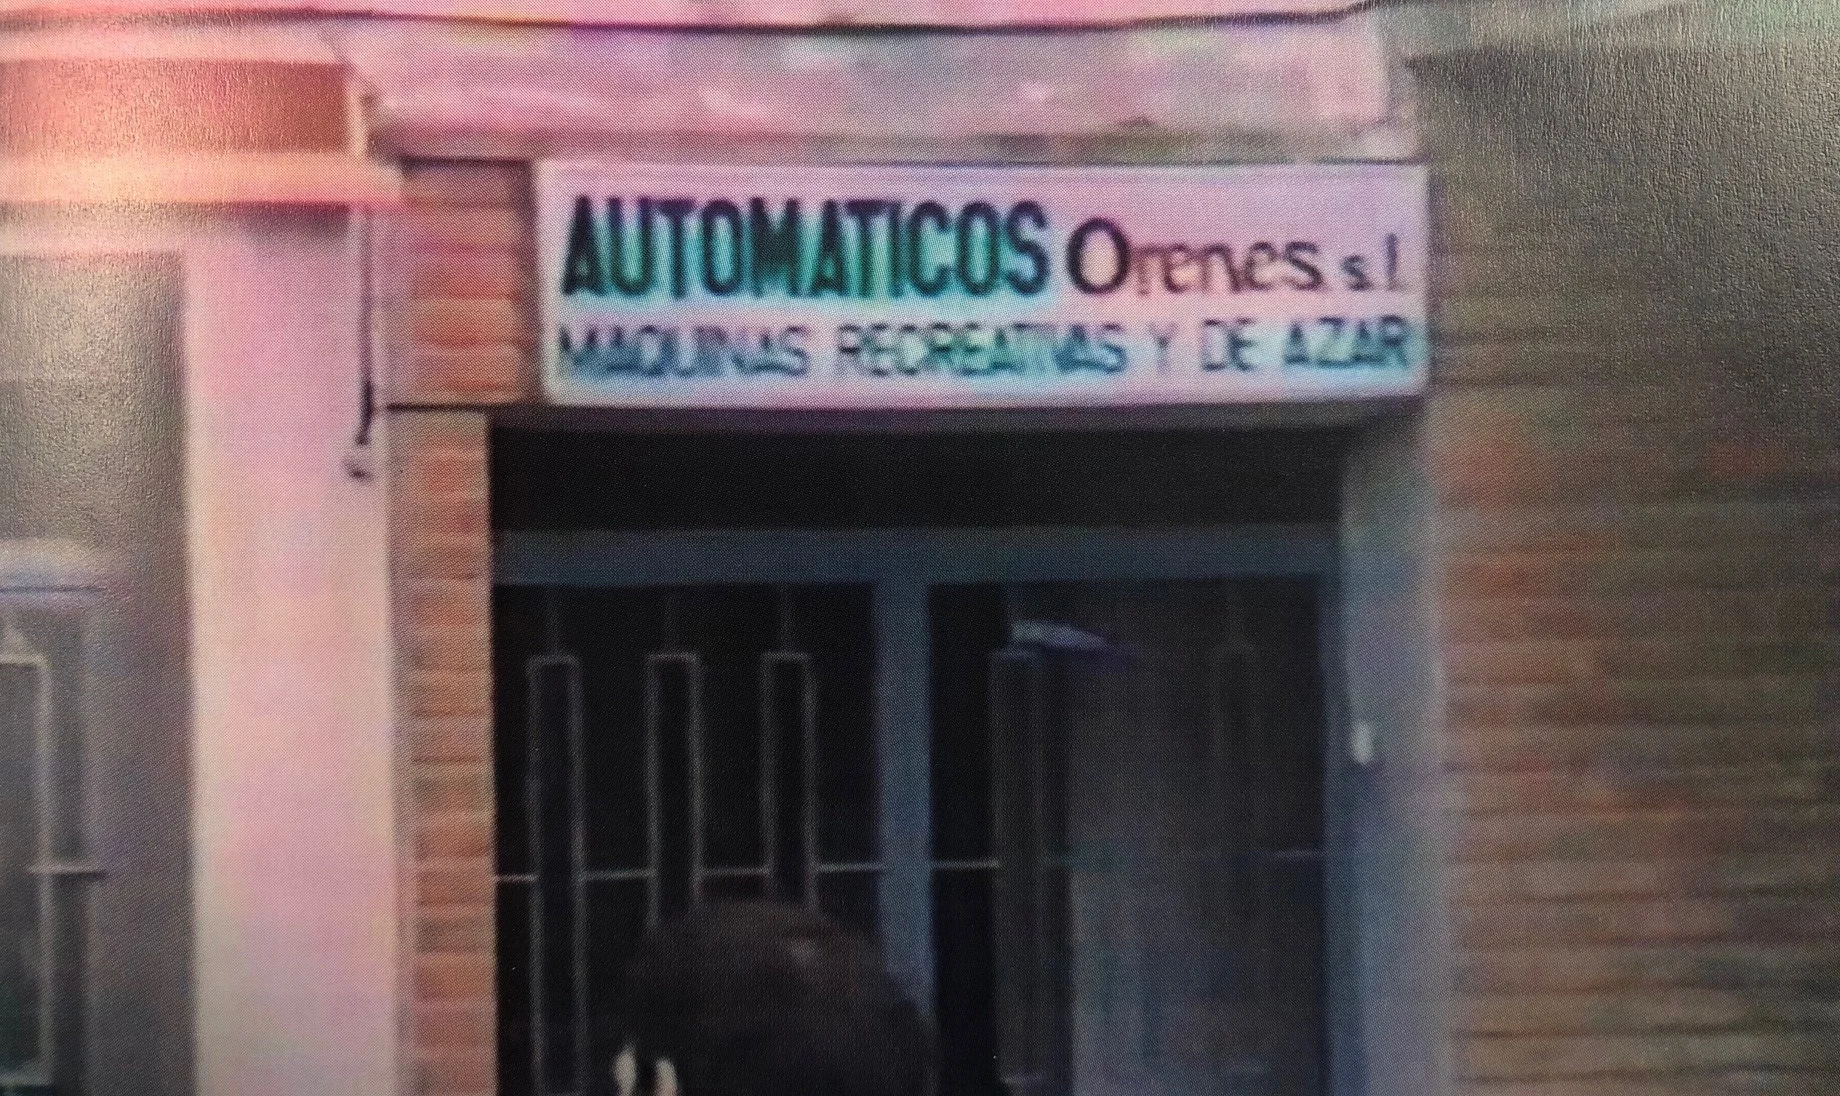 AUTOMATICOS Orenes. s.l.
MAQUINAS RECREATIVAS Y DE AZAR